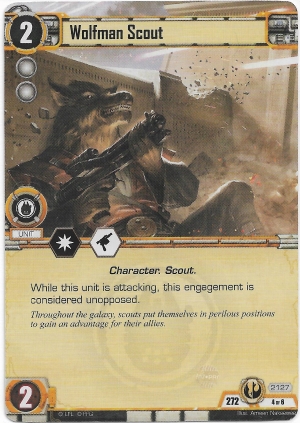 2
Wolfman Scout
UNIT
Character. Scout.
While this unit is attacking, this engagement is
considered unopposed.
Throughout the galaxy, scouts put themselves in perilous positions
to gain an advantage for their allies.
2
272
4 of 6
2127